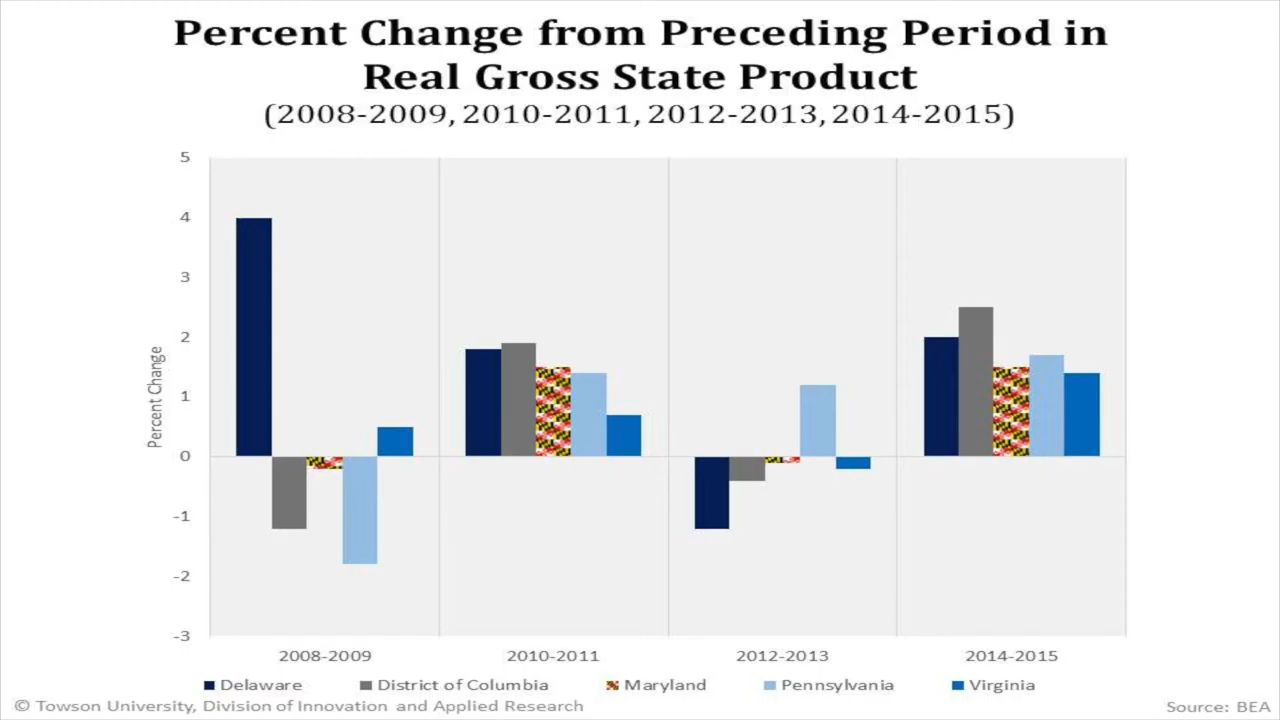 Percent Change from Preceding Period in
Real Gross State Product
(2008-2009, 2010-2011, 2012-2013, 2014-2015)
5
4
3
2
1
0
-1
-2
-3
Percent Change
2008-2009 2010-2011 2012-2013 2014-2015
Delaware District of Columbia Maryland Pennsylvania Virginia
© Towson University, Division of Innovation and Applied Research
Source: BEA